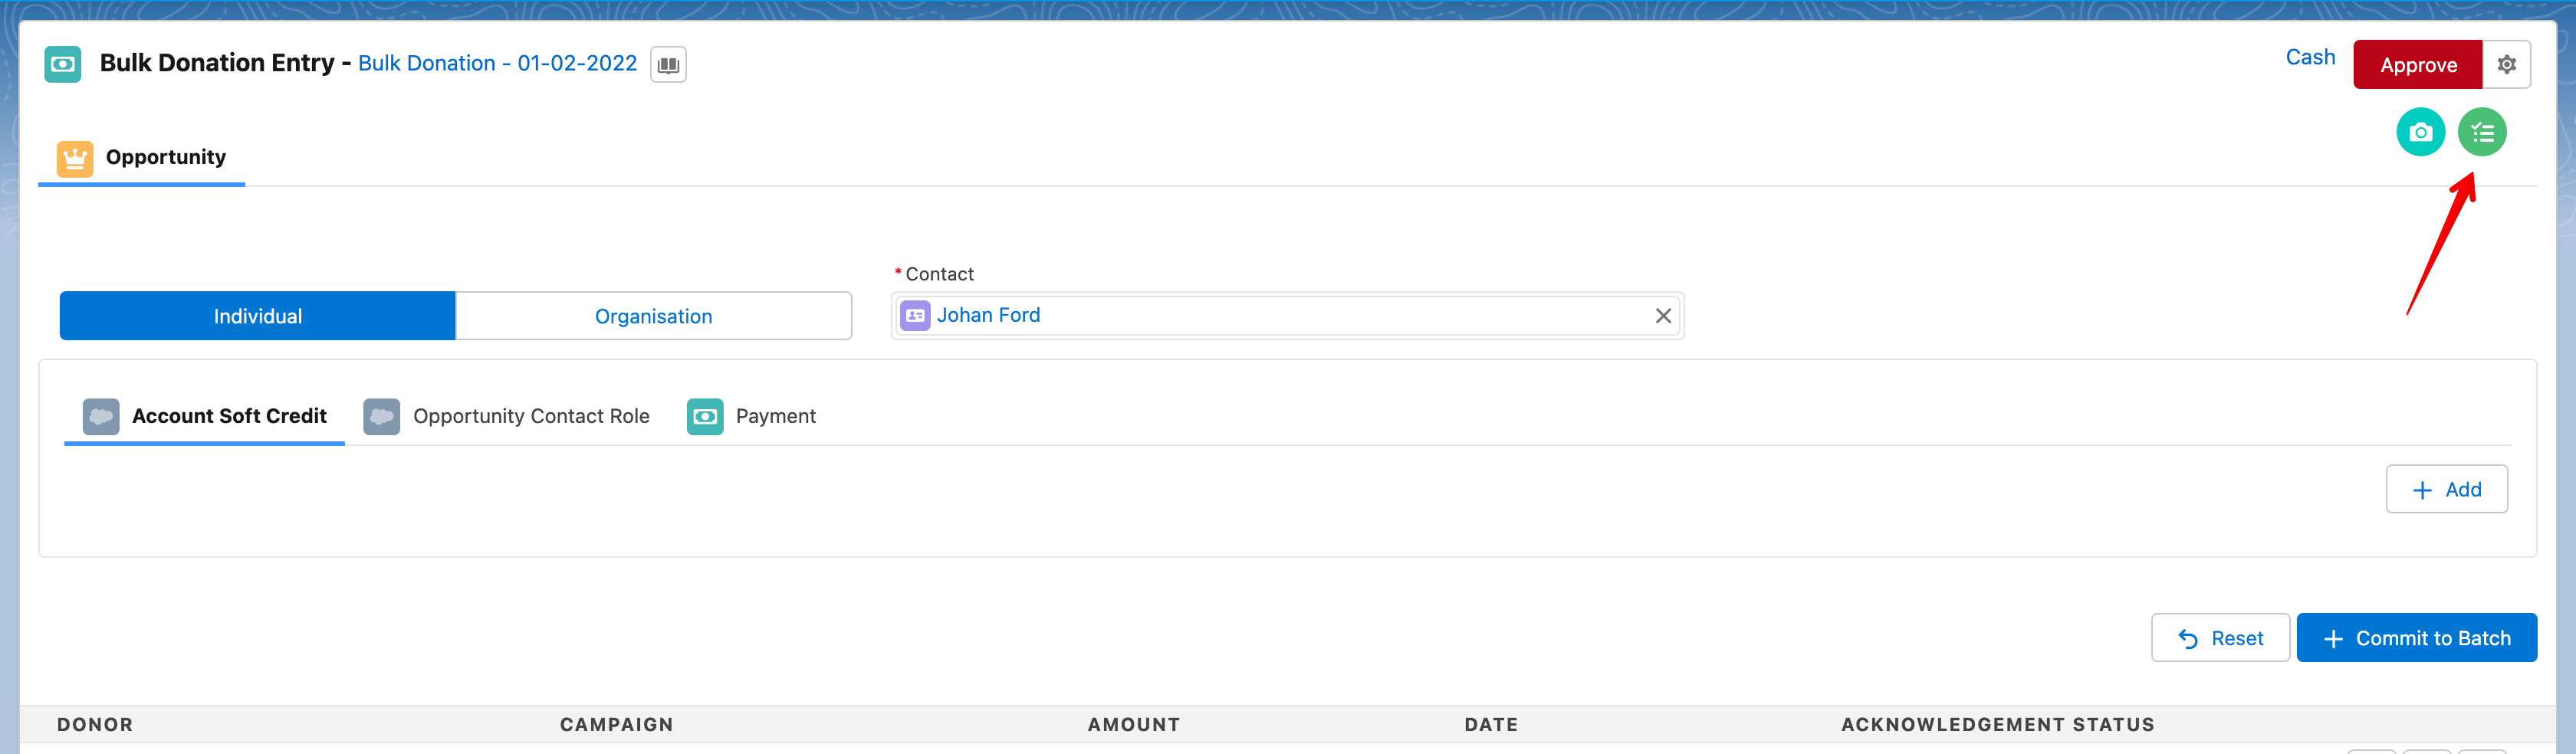 Bulk Donation Entry - Bulk Donation - 01-02-2022
Cash
Approve
Opportunity
* Contact
Individual
Organisation
Johan Ford
Account Soft Credit
Opportunity Contact Role
Payment
+ Add
Reset
+ Commit to Batch
DONOR CAMPAIGN AMOUNT DATE ACKNOWLEDGEMENT STATUS